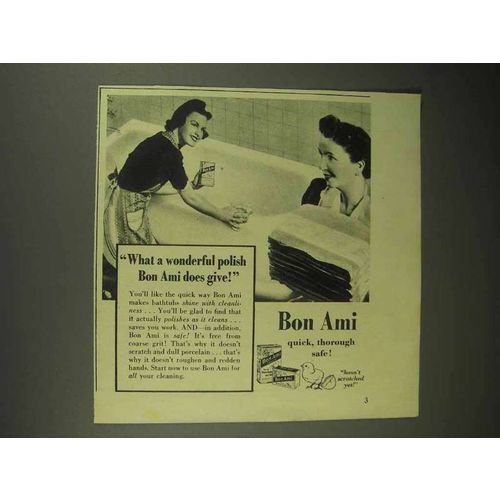 "What a wonderful polish
Bon Ami does give!"
You'll like the quick way Bon Ami
makes bathtubs shine with cleanli-
ness . . . You'll be glad to find that
it actually polishes as it cleans . . .
saves you work. AND—in addition,
Bon Ami is safe! It's free from
coarse grit! That's why it doesn't
scratch and dull porcelain . . . that's
why it doesn't roughen and redden
hands. Start now to use Bon Ami for
all your cleaning.
Bon Ami
quick, thorough
safe!
Bon Ami
"hasn't
scratched
yet!"
3